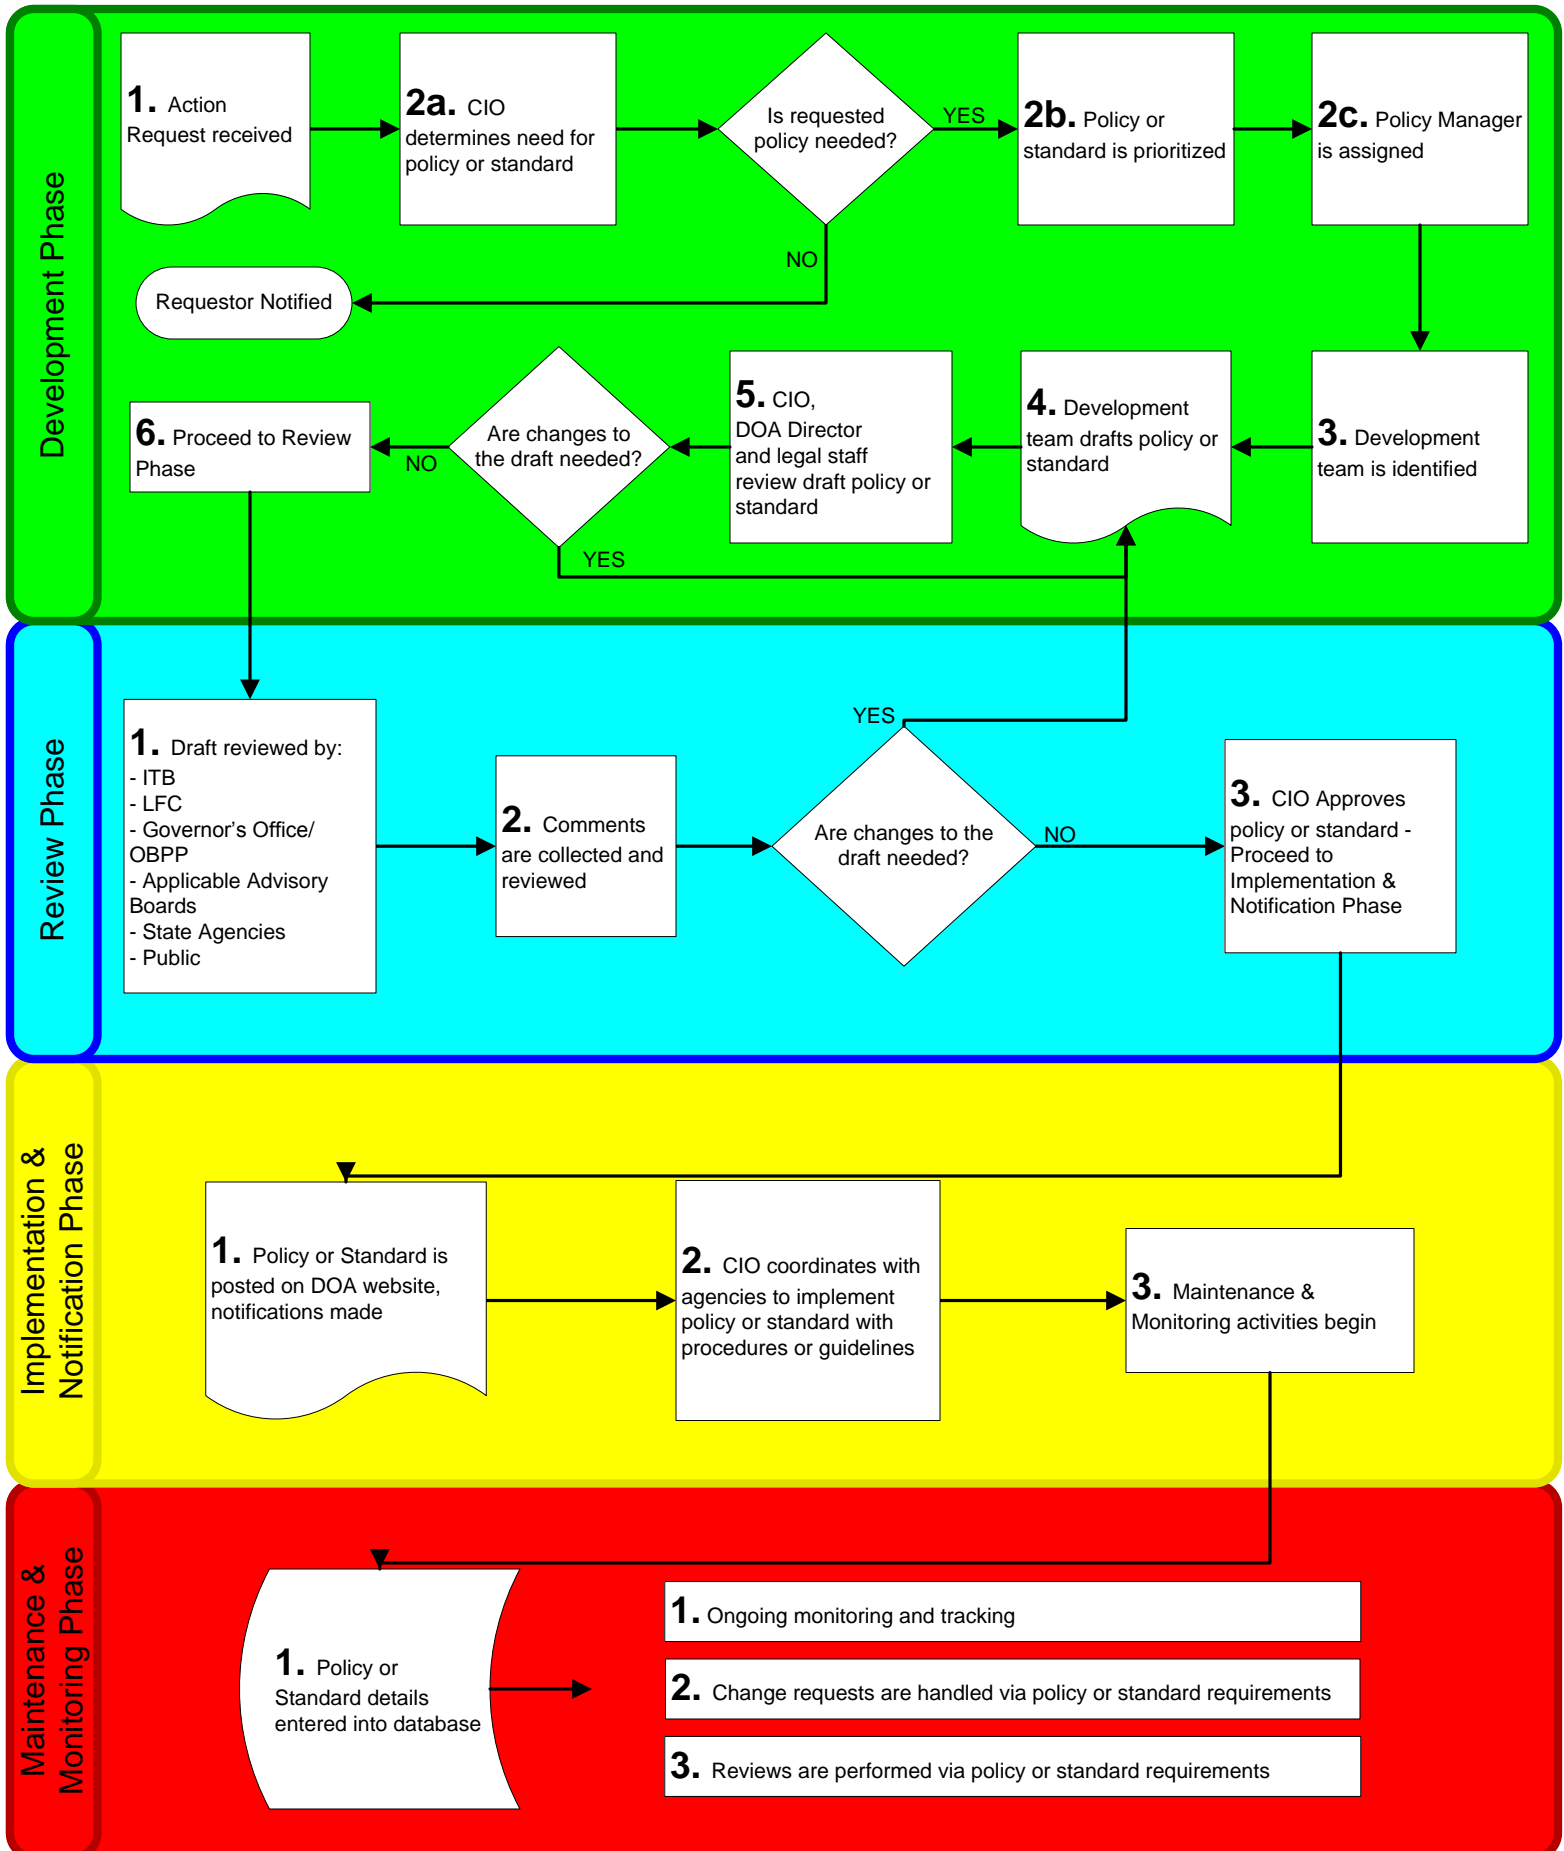 Development Phase
1. Action
Request received
2a. CIO
determines need for
policy or standard
Is requested
policy needed?
YES
2b. Policy or
standard is prioritized
2c. Policy Manager
is assigned
NO
Requestor Notified
6. Proceed to Review
Phase
NO
Are changes to
the draft needed?
YES
5. CIO,
DOA Director
and legal staff
review draft policy or
standard
4. Development
team drafts policy or
standard
3. Development
team is identified
Review Phase
1. Draft reviewed by:
- ITB
- LFC
- Governor's Office/
OBPP
- Applicable Advisory
Boards
- State Agencies
- Public
2. Comments
are collected and
reviewed
YES
Are changes to the
draft needed?
NO
3. CIO Approves
policy or standard -
Proceed to
Implementation &
Notification Phase
Implementation &
Notification Phase
1. Policy or Standard is
posted on DOA website,
notifications made
2. CIO coordinates with
agencies to implement
policy or standard with
procedures or guidelines
3. Maintenance &
Monitoring activities begin
Maintenance &
Monitoring Phase
1. Policy or
Standard details
entered into database
1. Ongoing monitoring and tracking
2. Change requests are handled via policy or standard requirements
3. Reviews are performed via policy or standard requirements